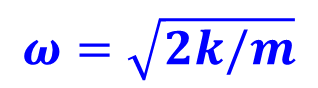 ω = √2k/m